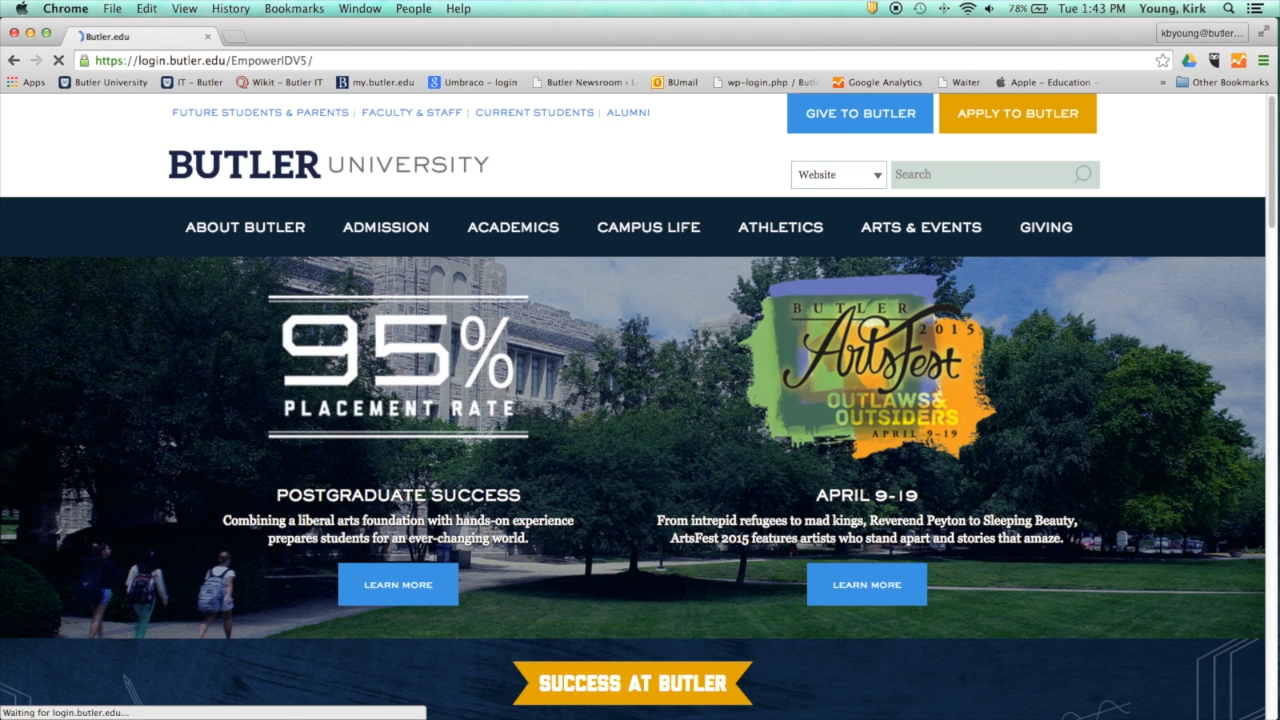 Chrome File Edit View History Bookmarks Window People Help 78% Tue 1:43 PM Young, Kirk
Butler.edu kbyoung@butler...
https://login.butler.edu/EmpowerIDV5/
Apps Butler University IT - Butler Wikit - Butler IT my.butler.edu Umbraco - login Butler Newsroom BUmail wp-login.php / Butl Google Analytics Waiter Apple - Education » Other Bookmarks
FUTURE STUDENTS & PARENTS | FACULTY & STAFF | CURRENT STUDENTS | ALUMNI
GIVE TO BUTLER APPLY TO BUTLER
BUTLER UNIVERSITY
Website Search
ABOUT BUTLER ADMISSION ACADEMICS CAMPUS LIFE ATHLETICS ARTS & EVENTS GIVING
95%
PLACEMENT RATE
BUTLER
2015
ArtsFest
OUTLAWS&
OUTSIDERS
APRIL 9-19
POSTGRADUATE SUCCESS
Combining a liberal arts foundation with hands-on experience
prepares students for an ever-changing world.
LEARN MORE
APRIL 9-19
From intrepid refugees to mad kings, Reverend Peyton to Sleeping Beauty,
ArtsFest 2015 features artists who stand apart and stories that amaze.
LEARN MORE
SUCCESS AT BUTLER
Waiting for login.butler.edu...